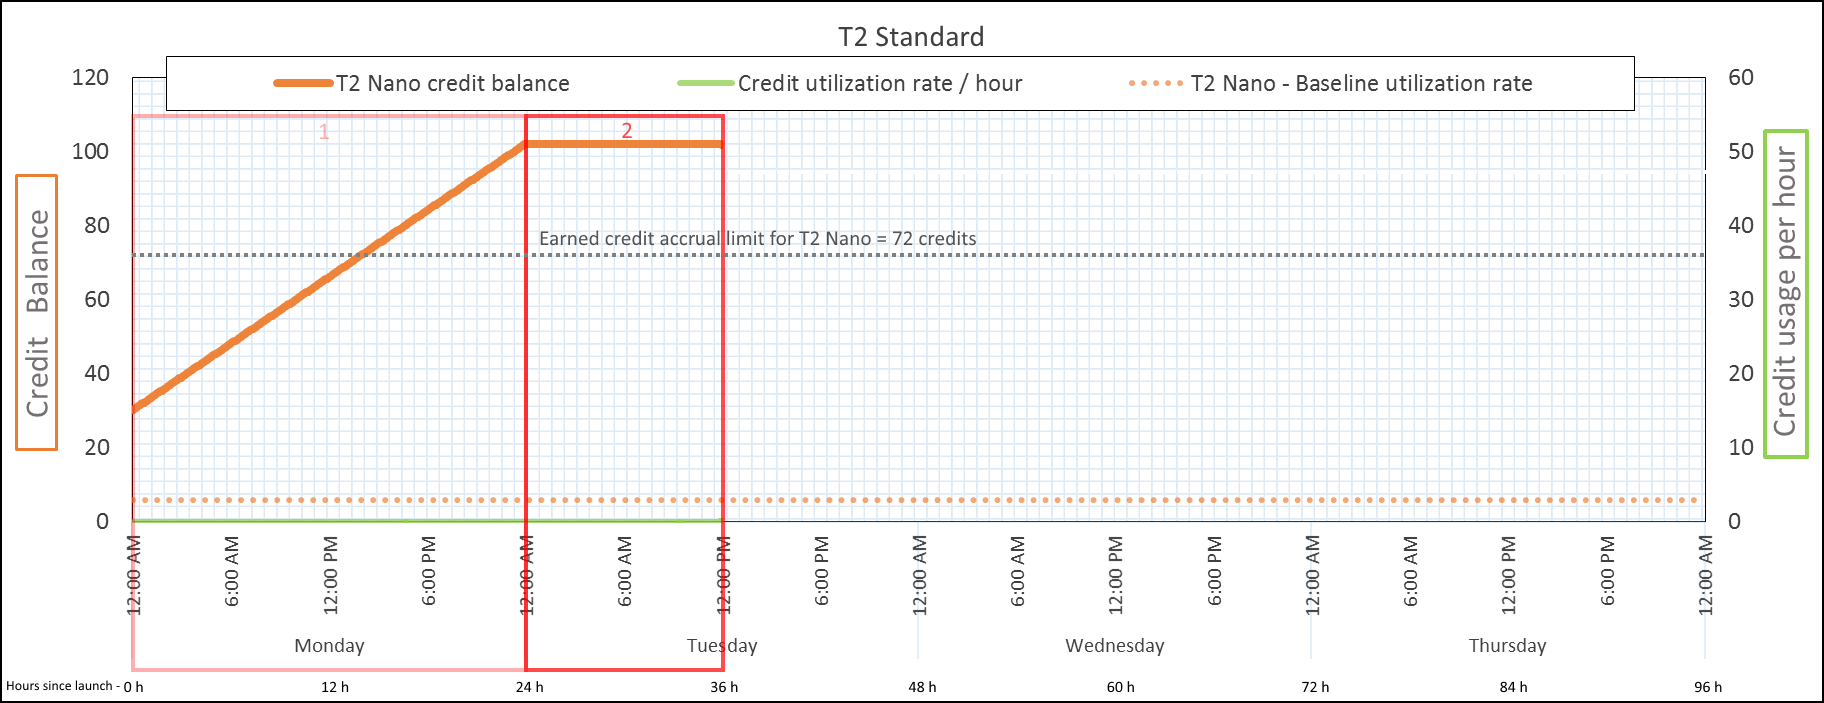 T2 Standard
T2 Nano credit balance
Credit utilization rate / hour
T2 Nano - Baseline utilization rate
Credit Balance
120
100
80
60
40
20
0
1
2
Earned credit accrual limit for T2 Nano = 72 credits
60
50
40
30
20
10
0
Credit usage per hour
12:00 AM
6:00 AM
12:00 PM
6:00 PM
12:00 AM
6:00 AM
12:00 PM
6:00 PM
12:00 AM
6:00 AM
12:00 PM
6:00 PM
12:00 AM
6:00 AM
12:00 PM
6:00 PM
12:00 AM
Monday
Tuesday
Wednesday
Thursday
Hours since launch - 0 h
12 h
24 h
36 h
48 h
60 h
72 h
84 h
96 h